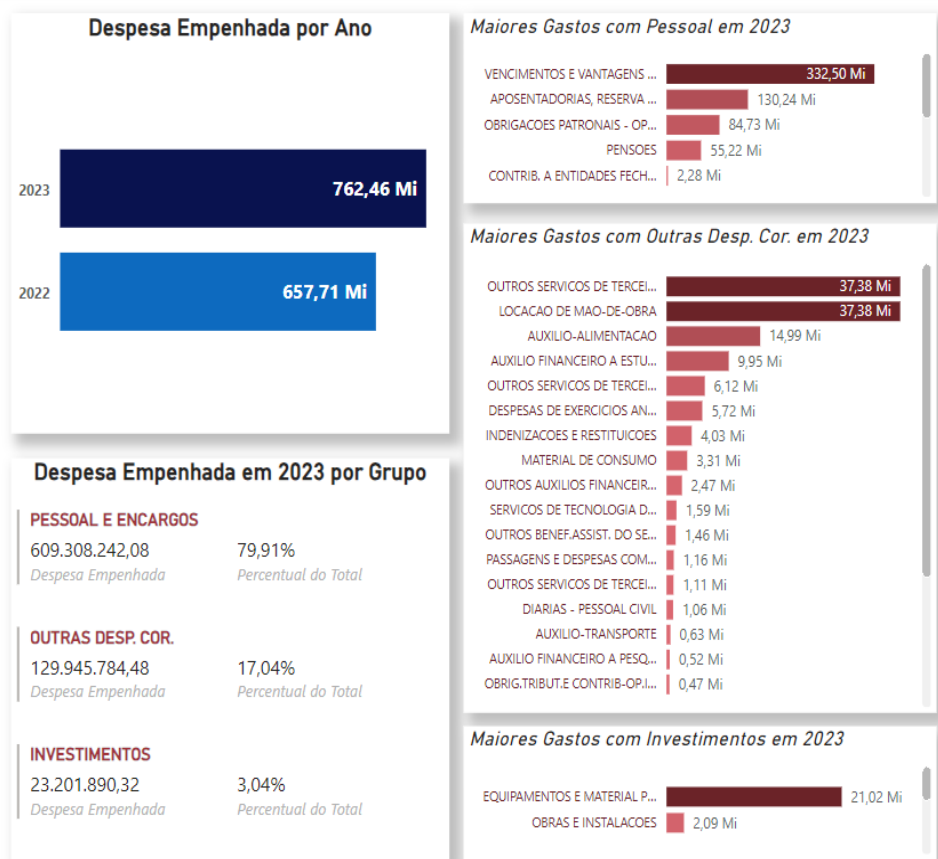 Despesa Empenhada por Ano
2023 762,46 Mi
2022 657,71 Mi
Despesa Empenhada em 2023 por Grupo
PESSOAL E ENCARGOS
609.308.242,08 79,91%
Despesa Empenhada Percentual do Total
OUTRAS DESP. COR.
129.945.784,48 17,04%
Despesa Empenhada Percentual do Total
INVESTIMENTOS
23.201.890,32 3,04%
Despesa Empenhada Percentual do Total
Maiores Gastos com Pessoal em 2023
VENCIMENTOS E VANTAGENS ... 332,50 Mi
APOSENTADORIAS, RESERVA ... 130,24 Mi
OBRIGACOES PATRONAIS - OP... 84,73 Mi
PENSOES 55,22 Mi
CONTRIB. A ENTIDADES FECH... 2,28 Mi
Maiores Gastos com Outras Desp. Cor. em 2023
OUTROS SERVICOS DE TERCEI... 37,38 Mi
LOCACAO DE MAO-DE-OBRA 37,38 Mi
AUXILIO-ALIMENTACAO 14,99 Mi
AUXILIO FINANCEIRO A ESTU... 9,95 Mi
OUTROS SERVICOS DE TERCEI... 6,12 Mi
DESPESAS DE EXERCICIOS AN... 5,72 Mi
INDENIZACOES E RESTITUICOES 4,03 Mi
MATERIAL DE CONSUMO 3,31 Mi
OUTROS AUXILIOS FINANCEIR... 2,47 Mi
SERVICOS DE TECNOLOGIA D... 1,59 Mi
OUTROS BENEF.ASSIST. DO SE... 1,46 Mi
PASSAGENS E DESPESAS COM... 1,16 Mi
OUTROS SERVICOS DE TERCEI... 1,11 Mi
DIARIAS - PESSOAL CIVIL 1,06 Mi
AUXILIO-TRANSPORTE 0,63 Mi
AUXILIO FINANCEIRO A PESQ... 0,52 Mi
OBRIG.TRIBUT.E CONTRIB-OP.I... 0,47 Mi
Maiores Gastos com Investimentos em 2023
EQUIPAMENTOS E MATERIAL P... 21,02 Mi
OBRAS E INSTALACOES 2,09 Mi